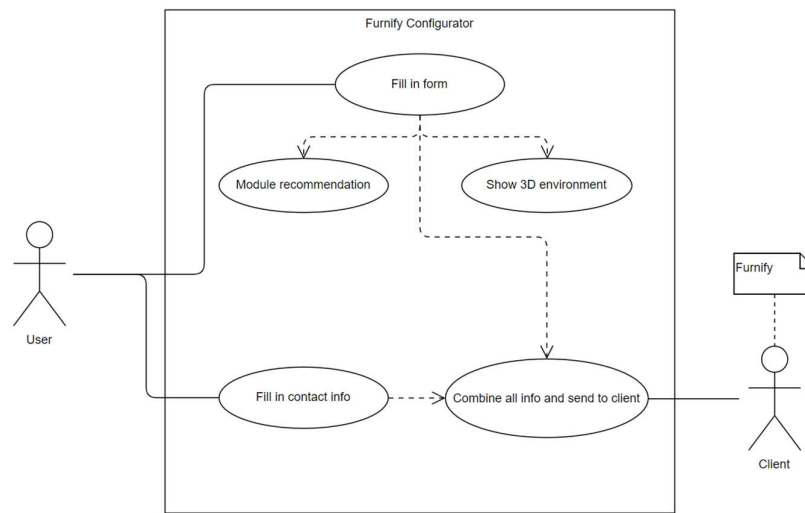 Furnify Configurator
Fill in form
Module recommendation
Show 3D environment
Furnify
User
Fill in contact info
Combine all info and send to client
Client